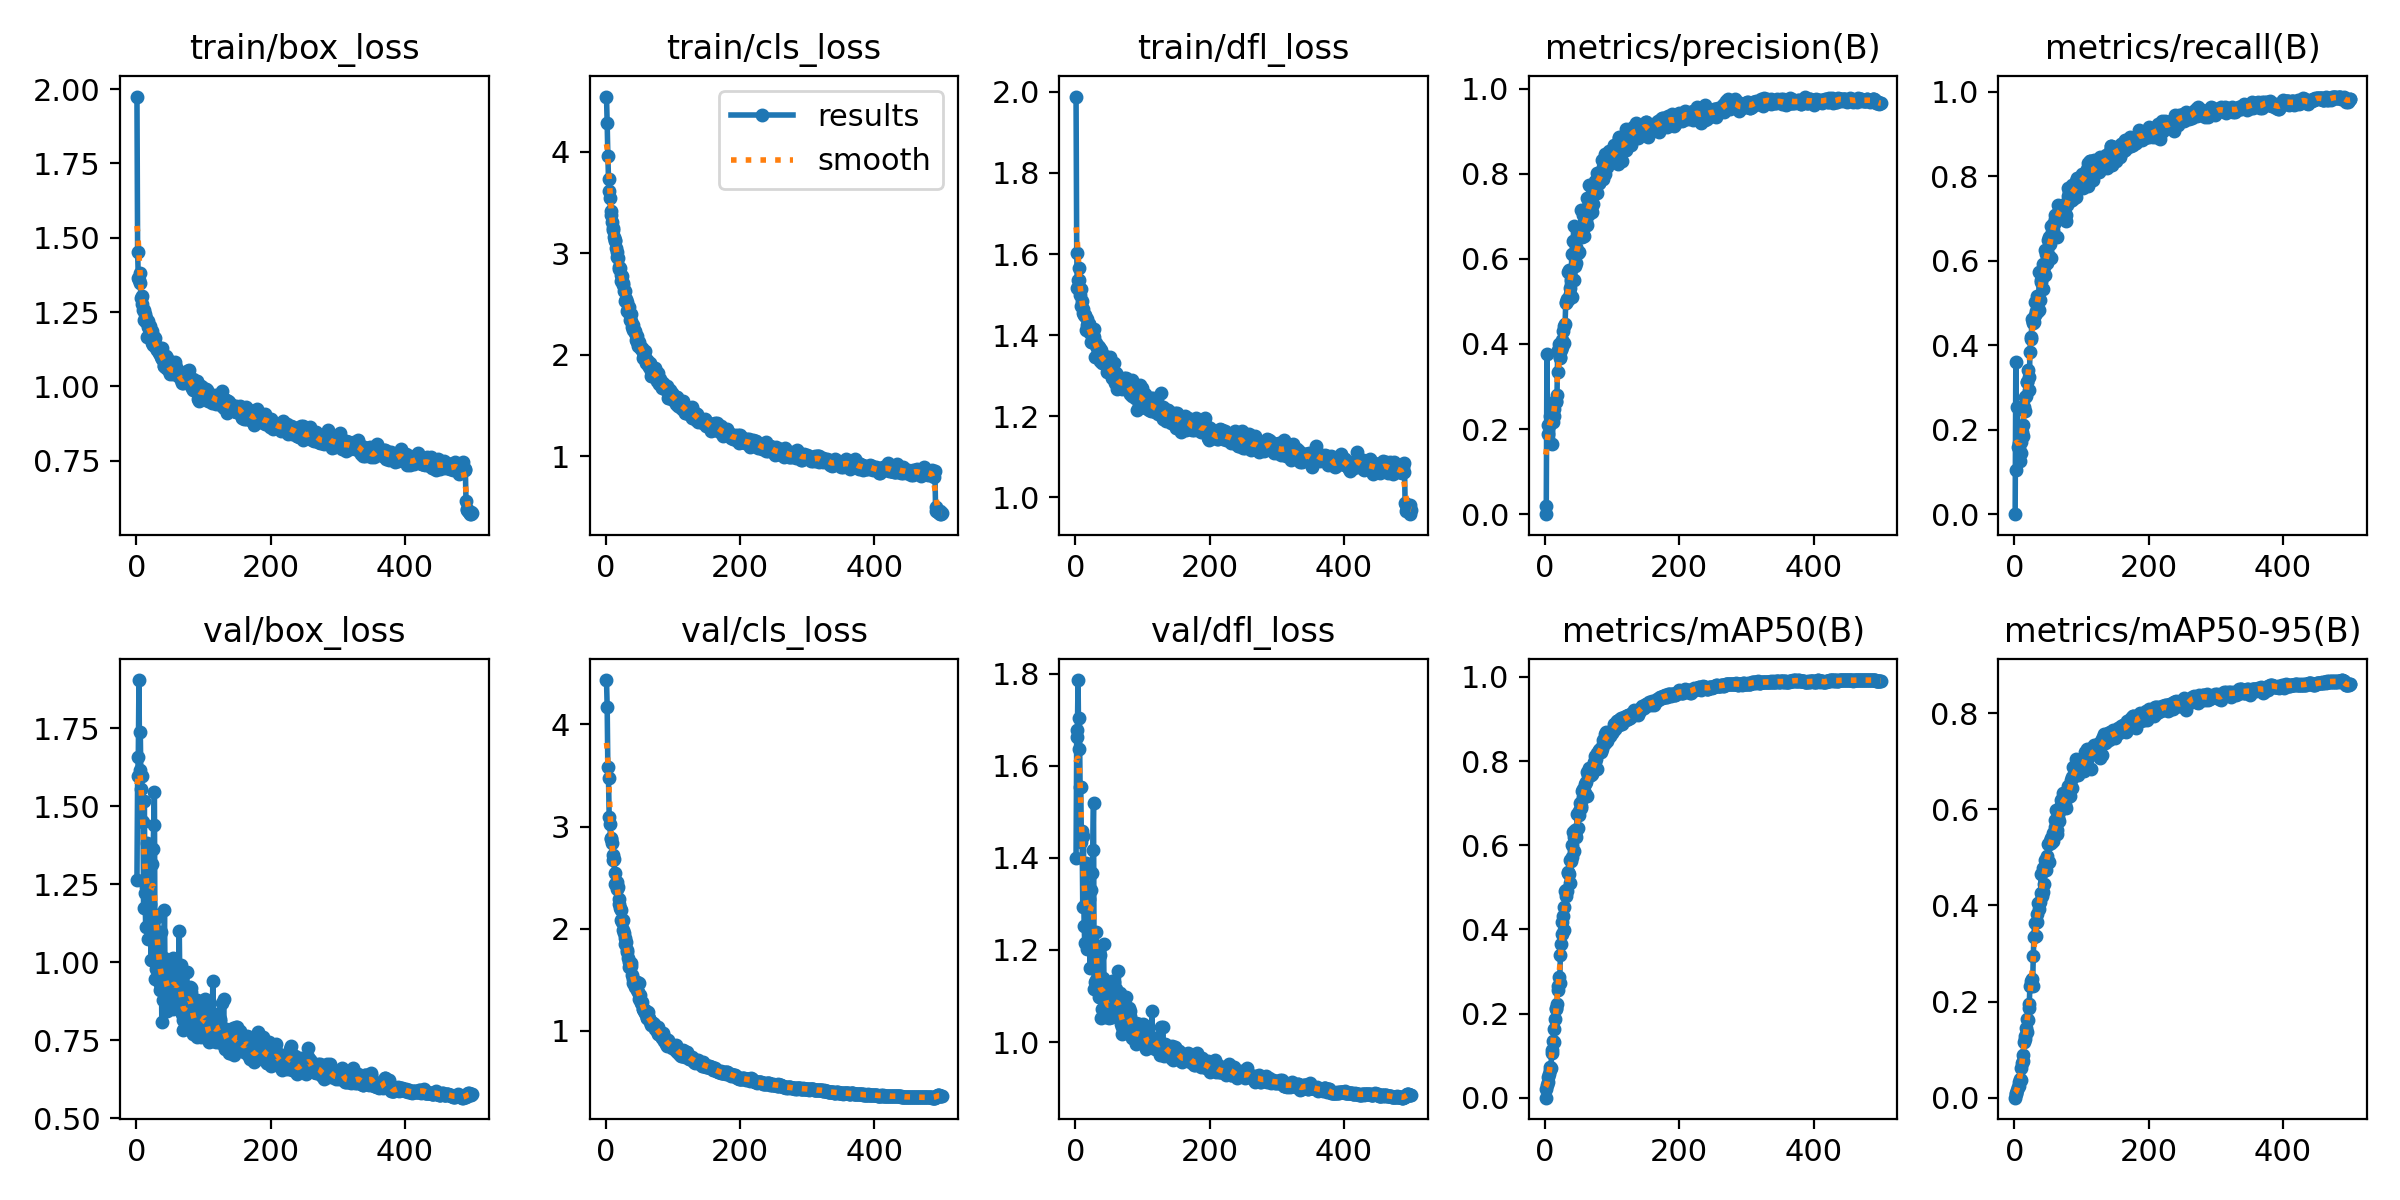 train/box_loss
2.00
1.75
1.50
1.25
1.00
0.75
0 200 400
train/cls_loss
results
smooth
4
3
2
1
0 200 400
train/dfl_loss
2.0
1.8
1.6
1.4
1.2
1.0
0 200 400
metrics/precision(B)
1.0
0.8
0.6
0.4
0.2
0.0
0 200 400
metrics/recall(B)
1.0
0.8
0.6
0.4
0.2
0.0
0 200 400
val/box_loss
1.75
1.50
1.25
1.00
0.75
0.50
0 200 400
val/cls_loss
4
3
2
1
0 200 400
val/dfl_loss
1.8
1.6
1.4
1.2
1.0
0 200 400
metrics/mAP50(B)
1.0
0.8
0.6
0.4
0.2
0.0
0 200 400
metrics/mAP50-95(B)
0.8
0.6
0.4
0.2
0.0
0 200 400